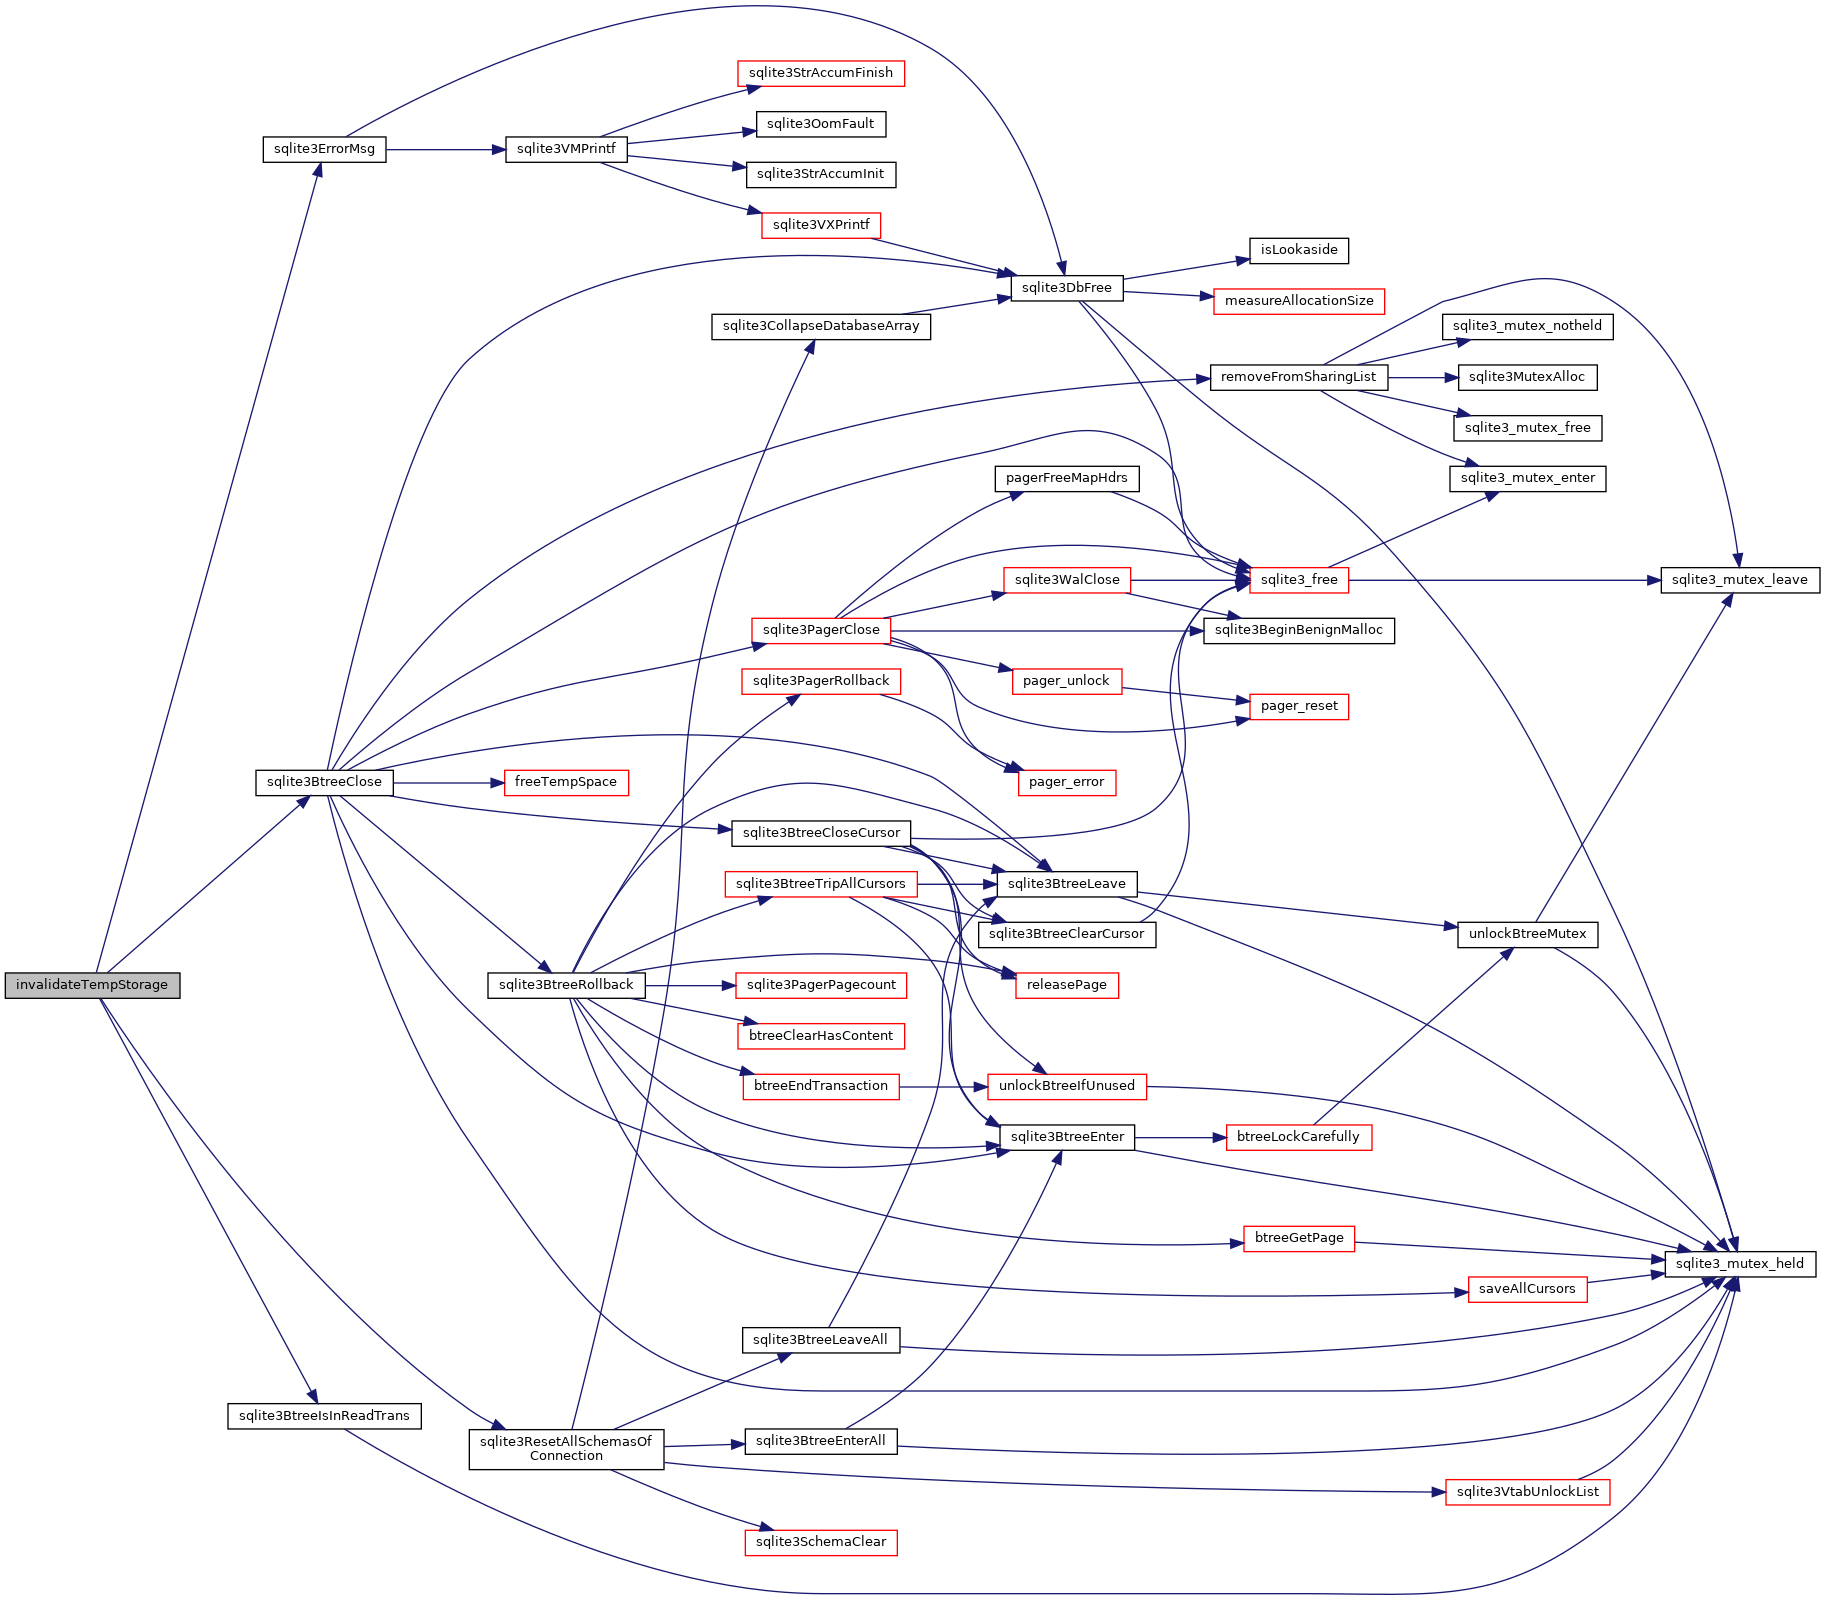 sqlite3StrAccumFinish
sqlite3OomFault
sqlite3ErrorMsg
sqlite3VMPrintf
sqlite3StrAccumInit
sqlite3VXPrintf
isLookaside
sqlite3DbFree
measureAllocationSize
sqlite3CollapseDatabaseArray
sqlite3_mutex_notheld
removeFromSharingList
sqlite3MutexAlloc
sqlite3_mutex_free
pagerFreeMapHdrs
sqlite3_mutex_enter
sqlite3WalClose
sqlite3_free
sqlite3_mutex_leave
sqlite3PagerClose
sqlite3BeginBenignMalloc
sqlite3PagerRollback
pager_unlock
pager_reset
sqlite3BtreeClose
freeTempSpace
pager_error
sqlite3BtreeCloseCursor
sqlite3BtreeTripAllCursors
sqlite3BtreeLeave
sqlite3BtreeClearCursor
unlockBtreeMutex
invalidateTempStorage
sqlite3BtreeRollback
sqlite3PagerPagecount
releasePage
btreeClearHasContent
btreeEndTransaction
unlockBtreeIfUnused
sqlite3BtreeEnter
btreeLockCarefully
btreeGetPage
sqlite3_mutex_held
saveAllCursors
sqlite3BtreeLeaveAll
sqlite3BtreeIsInReadTrans
sqlite3ResetAllSchemasOf
Connection
sqlite3BtreeEnterAll
sqlite3VtabUnlockList
sqlite3SchemaClear